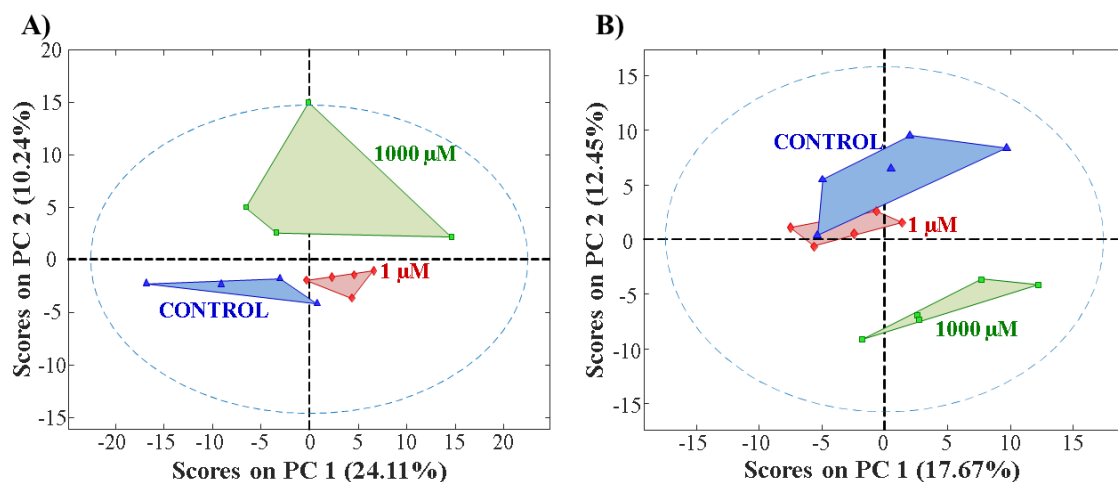 A)
20
15
10
5
0
-5
-10
-15
-20
-15
-10
-5
0
5
10
15
20
Scores on PC 2 (10.24%)
Scores on PC 1 (24.11%)
1000 µM
1 µM
CONTROL
B)
15
10
5
0
-5
-10
-15
-15
-10
-5
0
5
10
15
Scores on PC 2 (12.45%)
Scores on PC 1 (17.67%)
CONTROL
1 µM
1000 µM